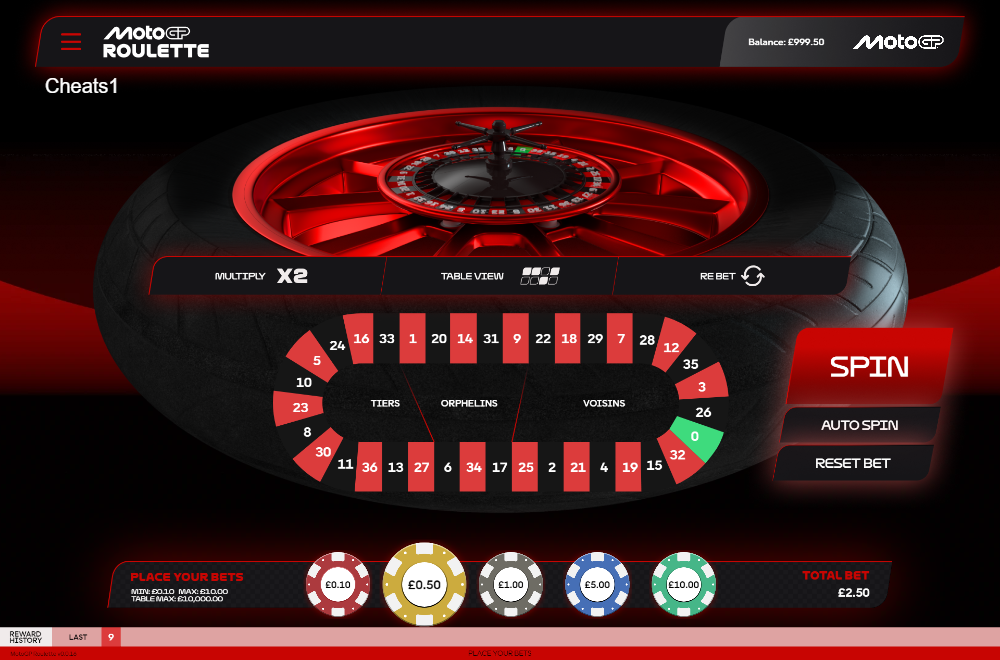 MotoGP
ROULETTE
Balance: £999.50
MotoGP
Cheats1
MULTIPLY X2
TABLE VIEW
RE BET
24 16 33 1 20 14 31 9 22 18 29 7 28 12
5 35
10 3
23 26
8 0
30 32
11 36 13 27 6 34 17 25 2 21 4 19 15
TIERS ORPHELINS VOISINS
SPIN
AUTO SPIN
RESET BET
PLACE YOUR BETS
MIN: £0.10 MAX: £10.00
TABLE MAX: £10,000.00
£0.10 £0.50 £1.00 £5.00 £10.00
TOTAL BET
£2.50
REWARD
HISTORY
LAST 9
PLACE YOUR BETS